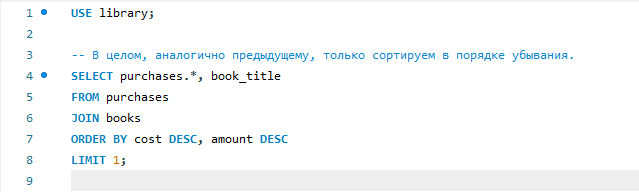 1 USE library;
2
3 -- В целом, аналогично предыдущему, только сортируем в порядке убывания.
4 SELECT purchases.*, book_title
5 FROM purchases
6 JOIN books
7 ORDER BY cost DESC, amount DESC
8 LIMIT 1;
9